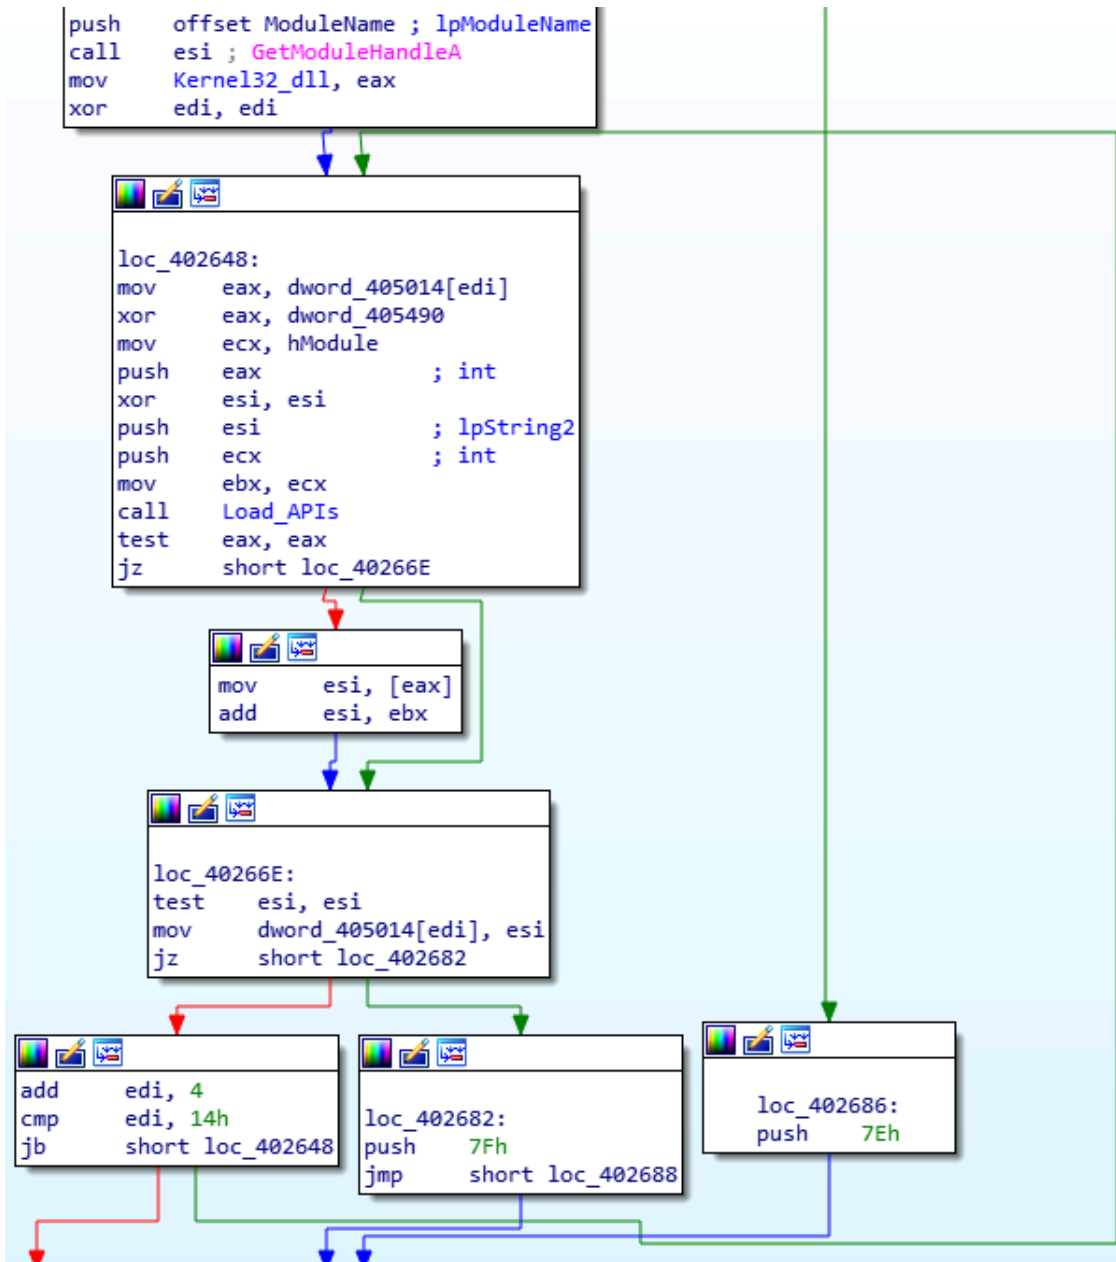 push offset ModuleName ; lpModuleName
call esi ; GetModuleHandleA
mov Kernel32_dll, eax
xor edi, edi
loc_402648:
mov eax, dword_405014[edi]
xor eax, dword_405490
mov ecx, hModule
push eax ; int
xor esi, esi
push esi ; lpString2
push ecx ; int
mov ebx, ecx
call Load_APIs
test eax, eax
jz short loc_40266E
mov esi, [eax]
add esi, ebx
loc_40266E:
test esi, esi
mov dword_405014[edi], esi
jz short loc_402682
add edi, 4
cmp edi, 14h
jb short loc_402648
loc_402682:
push 7Fh
jmp short loc_402688
loc_402686:
push 7Eh